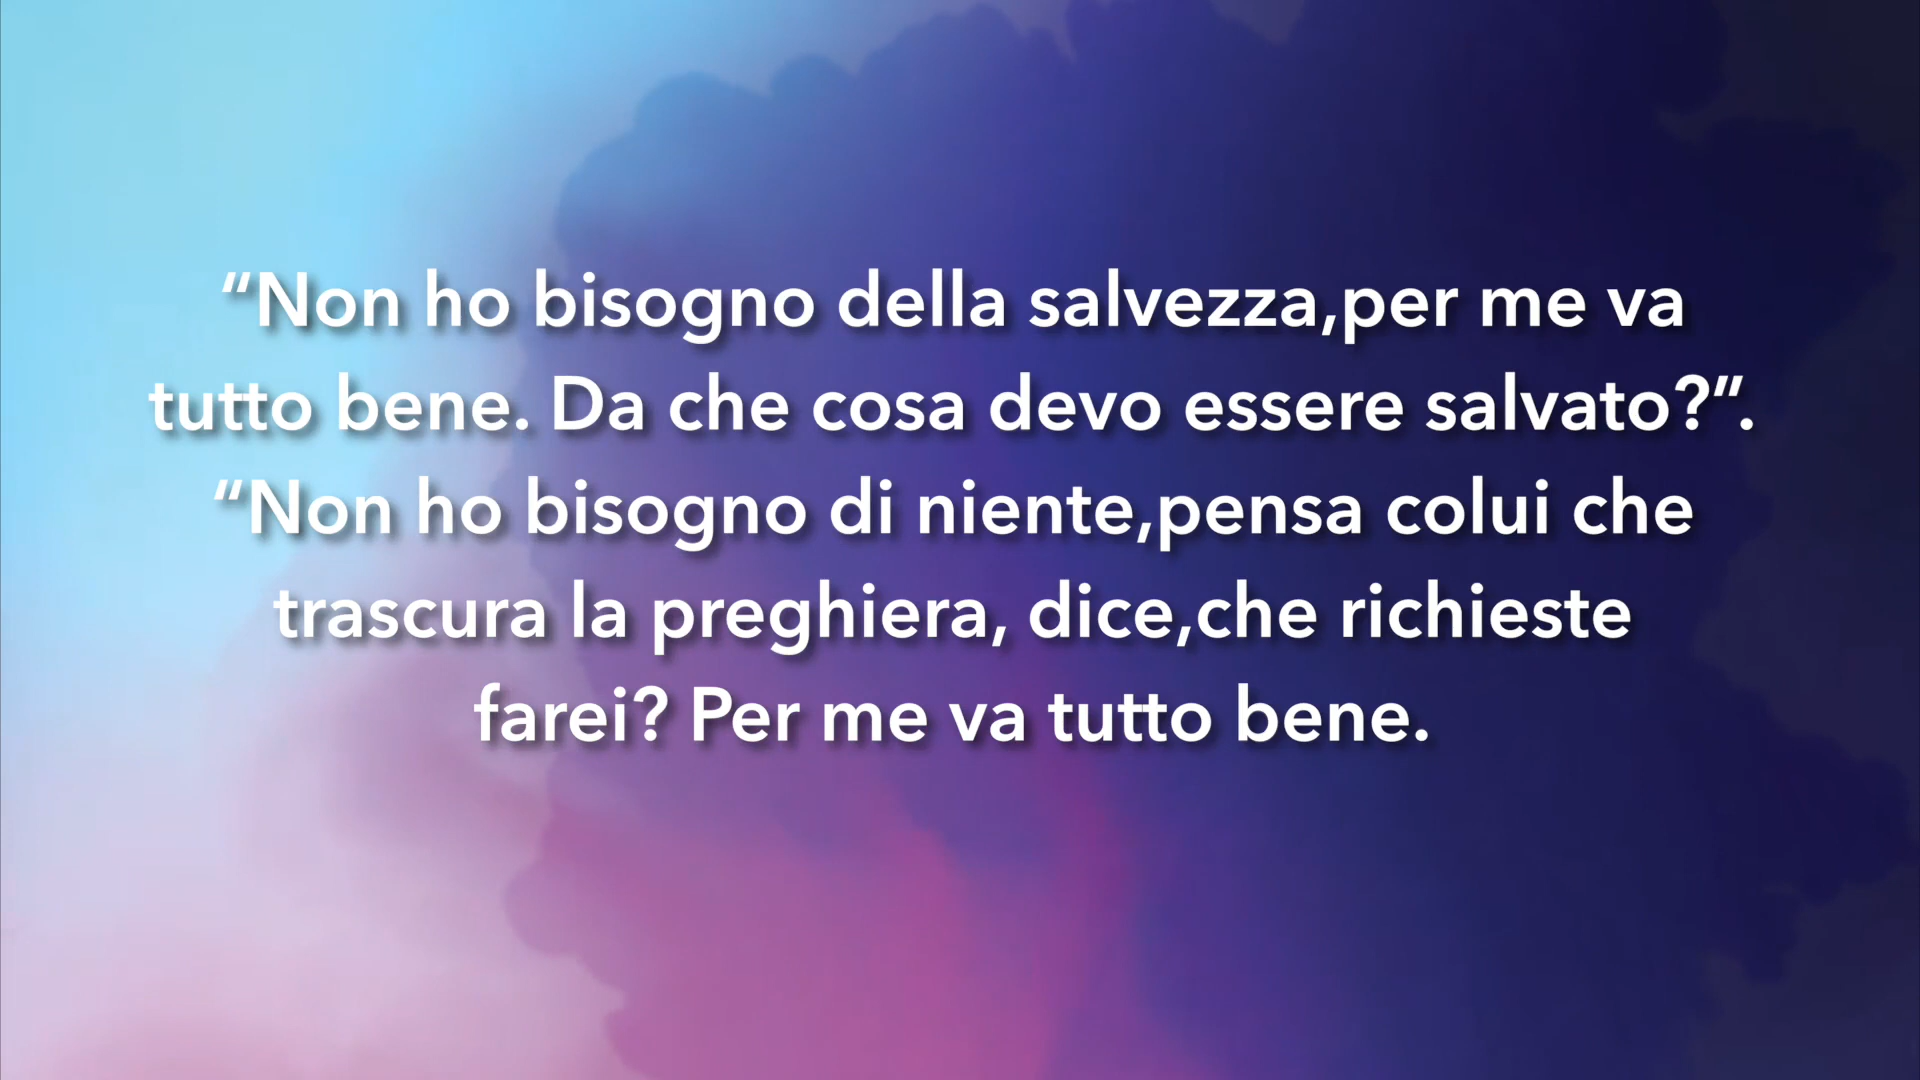 “Non ho bisogno della salvezza,per me va
tutto bene. Da che cosa devo essere salvato?”.
“Non ho bisogno di niente,pensa colui che
trascura la preghiera, dice,che richieste
farei? Per me va tutto bene.